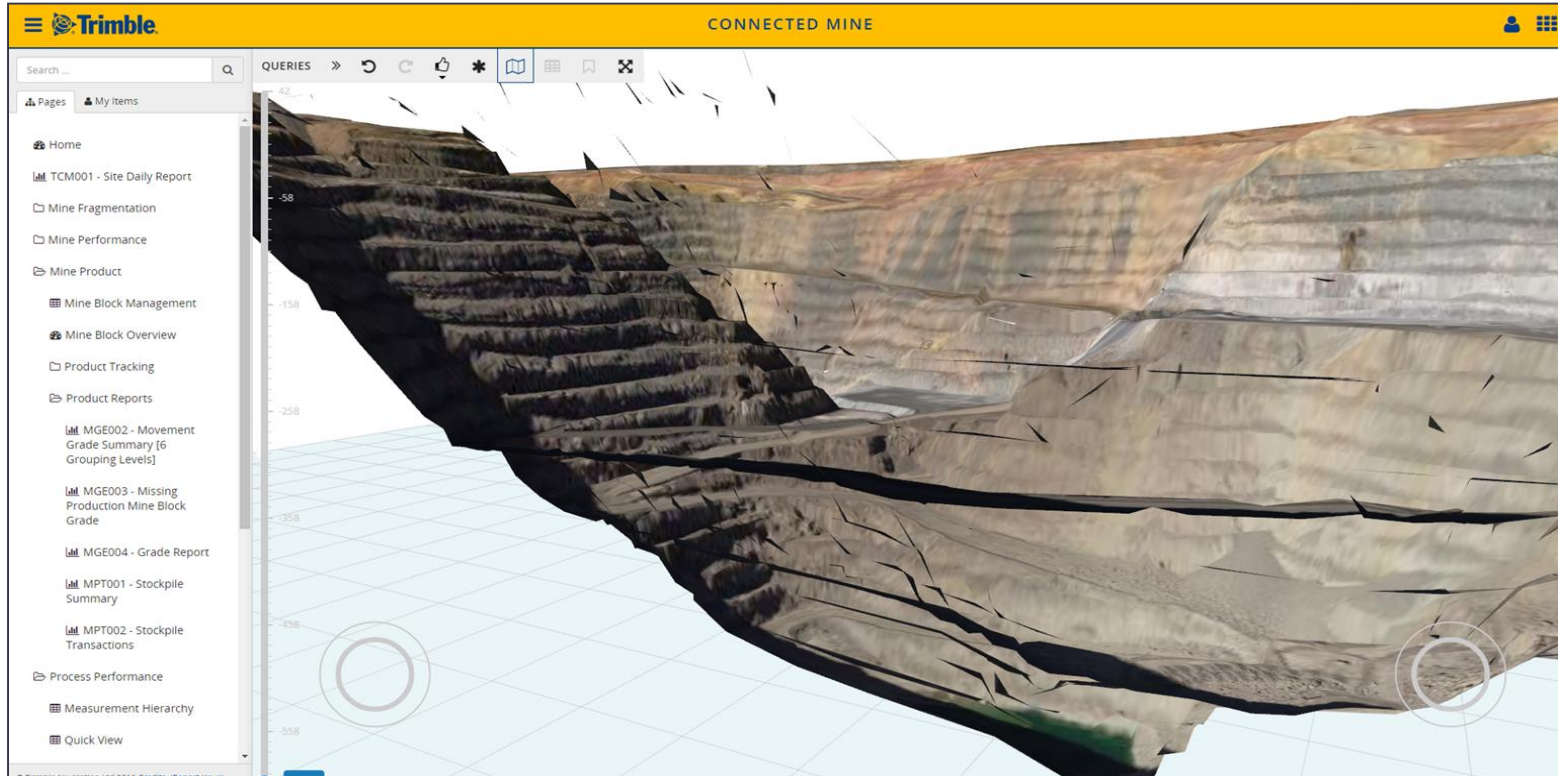 Trimble.
CONNECTED MINE
Search ...
QUERIES
Pages
My Items
Home
TCM001 - Site Daily Report
Mine Fragmentation
Mine Performance
Mine Product
Mine Block Management
Mine Block Overview
Product Tracking
Product Reports
MGE002 - Movement
Grade Summary [6
Grouping Levels]
MGE003 - Missing
Production Mine Block
Grade
MGE004 - Grade Report
MPT001 - Stockpile
Summary
MPT002 - Stockpile
Transactions
Process Performance
Measurement Hierarchy
Quick View
42
-58
-158
-258
-358
-458
-558